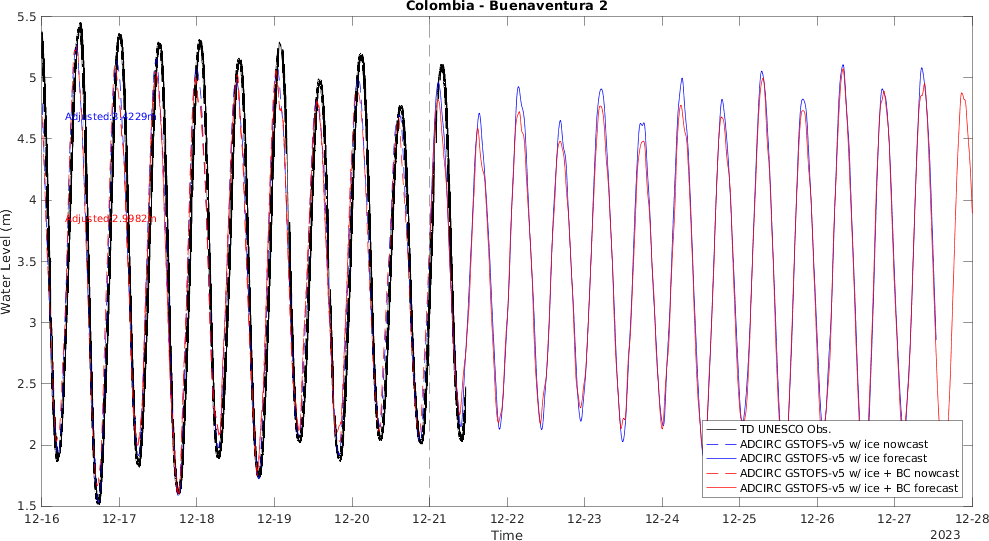 Colombia - Buenaventura 2
5.5
5
4.5
4
3.5
3
2.5
2
1.5
Water Level (m)
Adjusted:3.4229m
Adjusted:2.9982m
TD UNESCO Obs.
ADCIRC GSTOFS-v5 w/ ice nowcast
ADCIRC GSTOFS-v5 w/ ice forecast
ADCIRC GSTOFS-v5 w/ ice + BC nowcast
ADCIRC GSTOFS-v5 w/ ice + BC forecast
12-16 12-17 12-18 12-19 12-20 12-21 12-22 12-23 12-24 12-25 12-26 12-27 12-28
Time
2023